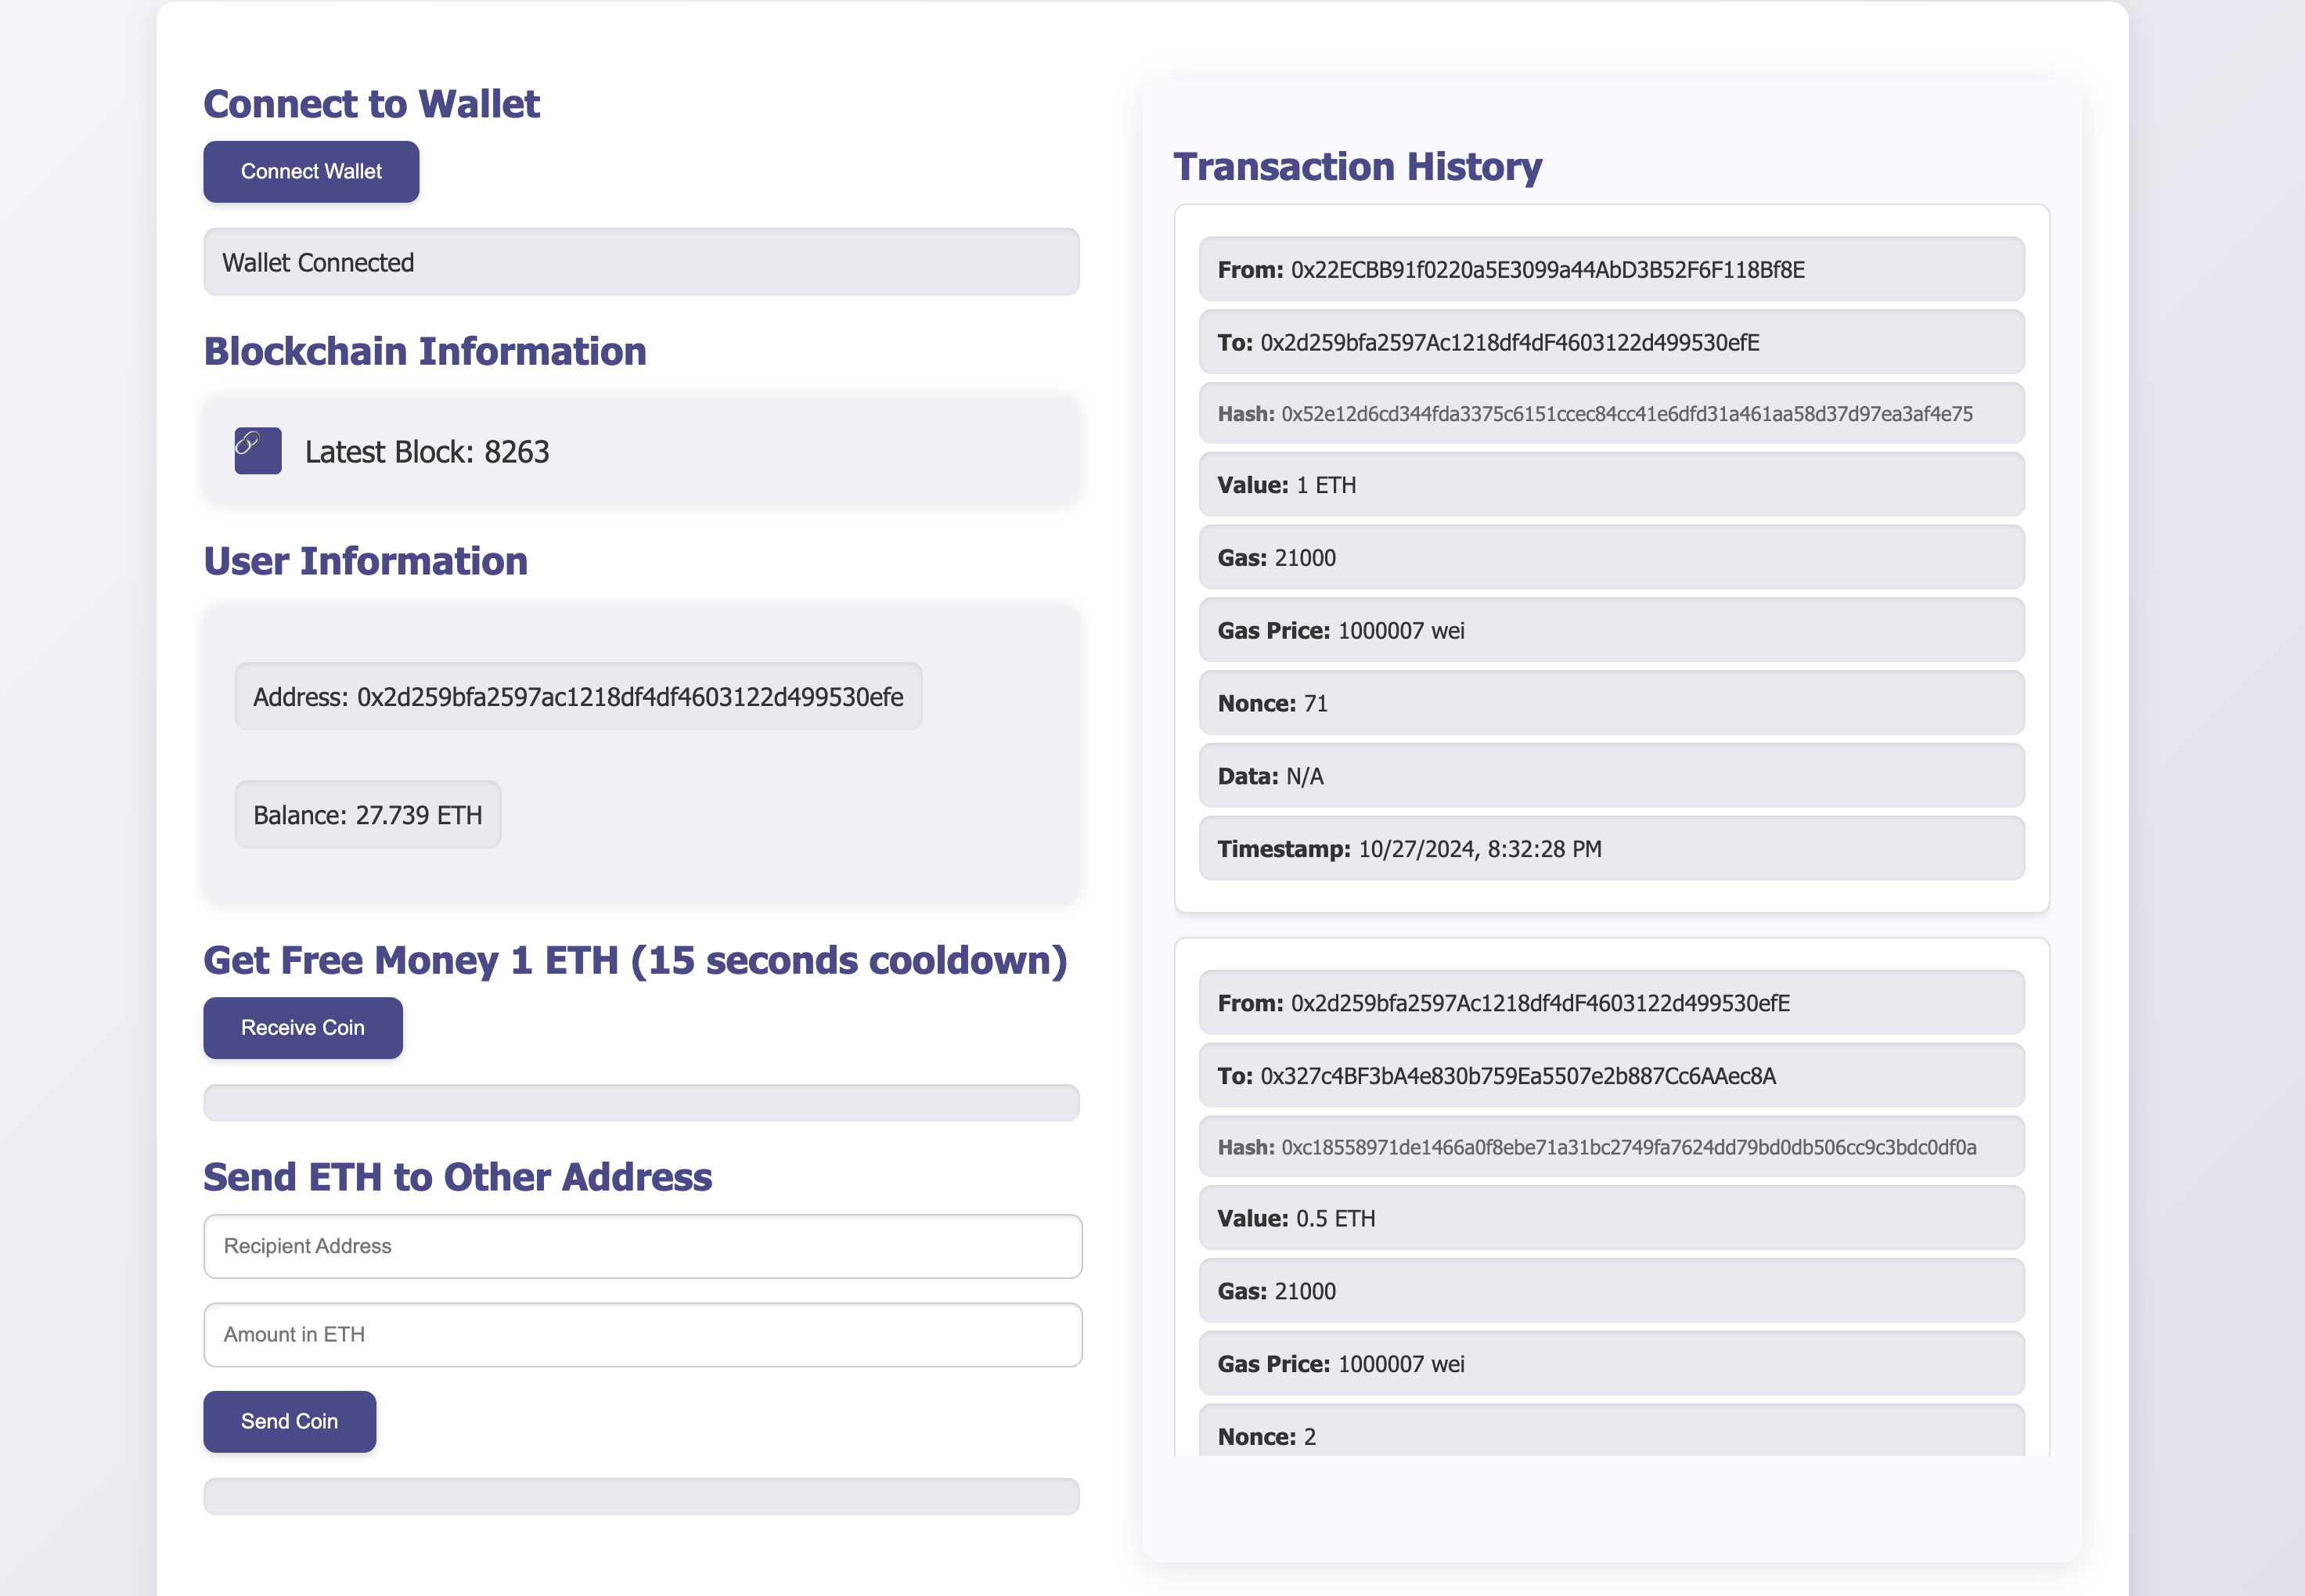 Connect to Wallet
Connect Wallet
Wallet Connected
Blockchain Information
Latest Block: 8263
User Information
Address: 0x2d259bfa2597ac1218df4df4603122d499530efe
Balance: 27.739 ETH
Get Free Money 1 ETH (15 seconds cooldown)
Receive Coin
Send ETH to Other Address
Recipient Address
Amount in ETH
Send Coin
Transaction History
From: 0x22ECBB91f0220a5E3099a44AbD3B52F6F118Bf8E
To: 0x2d259bfa2597Ac1218df4dF4603122d499530efE
Hash: 0x52e12d6cd344fda3375c6151ccec84cc41e6dfd31a461aa58d37d97ea3af4e75
Value: 1 ETH
Gas: 21000
Gas Price: 1000007 wei
Nonce: 71
Data: N/A
Timestamp: 10/27/2024, 8:32:28 PM
From: 0x2d259bfa2597Ac1218df4dF4603122d499530efE
To: 0x327c4BF3bA4e830b759Ea5507e2b887Cc6AAec8A
Hash: 0xc18558971de1466a0f8ebe71a31bc2749fa7624dd79bd0db506cc9c3bdc0df0a
Value: 0.5 ETH
Gas: 21000
Gas Price: 1000007 wei
Nonce: 2